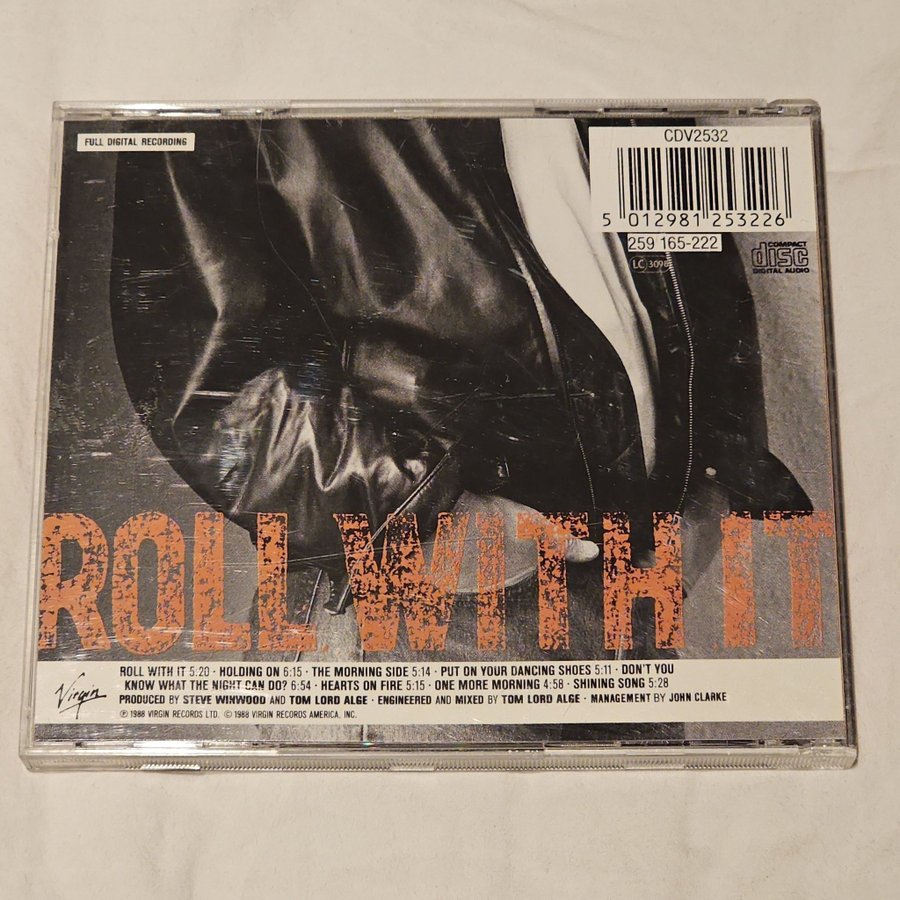 FULL DIGITAL RECORDING
CDV2532
5 012981 253226
259 165-222
LC 3098
COMPACT
disc
DIGITAL AUDIO
ROLL WITH IT
ROLL WITH IT 5:20 · HOLDING ON 6:15 · THE MORNING SIDE 5:14 · PUT ON YOUR DANCING SHOES 5:11 · DON'T YOU
KNOW WHAT THE NIGHT CAN DO? 6:54 · HEARTS ON FIRE 5:15 · ONE MORE MORNING 4:58 · SHINING SONG 5:28
PRODUCED BY STEVE WINWOOD AND TOM LORD ALGE · ENGINEERED AND MIXED BY TOM LORD ALGE · MANAGEMENT BY JOHN CLARKE
℗ 1988 VIRGIN RECORDS LTD. © 1988 VIRGIN RECORDS AMERICA, INC.
Virgin